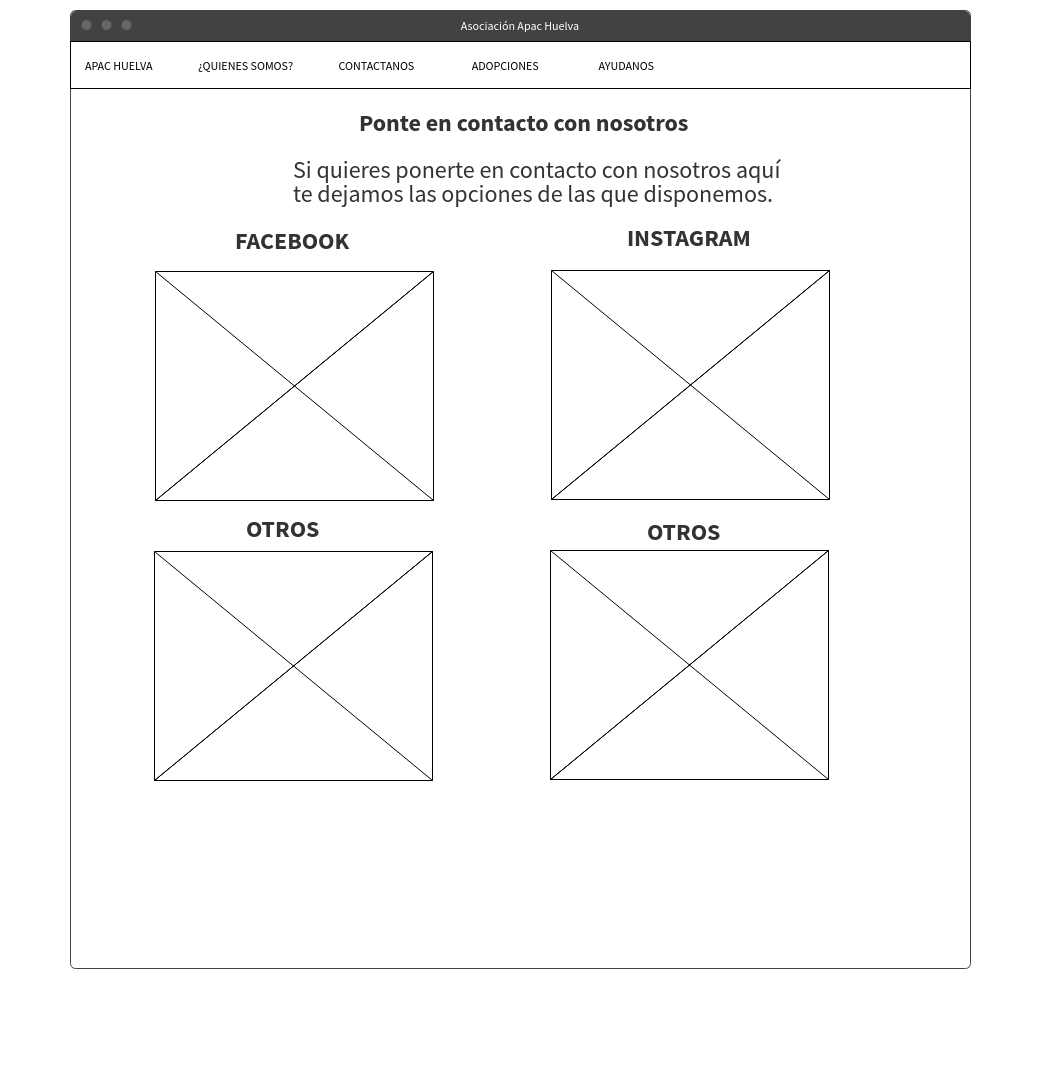 Asociación Apac Huelva
APAC HUELVA ¿QUIENES SOMOS? CONTACTANOS ADOPCIONES AYUDANOS
Ponte en contacto con nosotros
Si quieres ponerte en contacto con nosotros aquí
te dejamos las opciones de las que disponemos.
FACEBOOK INSTAGRAM
OTROS OTROS